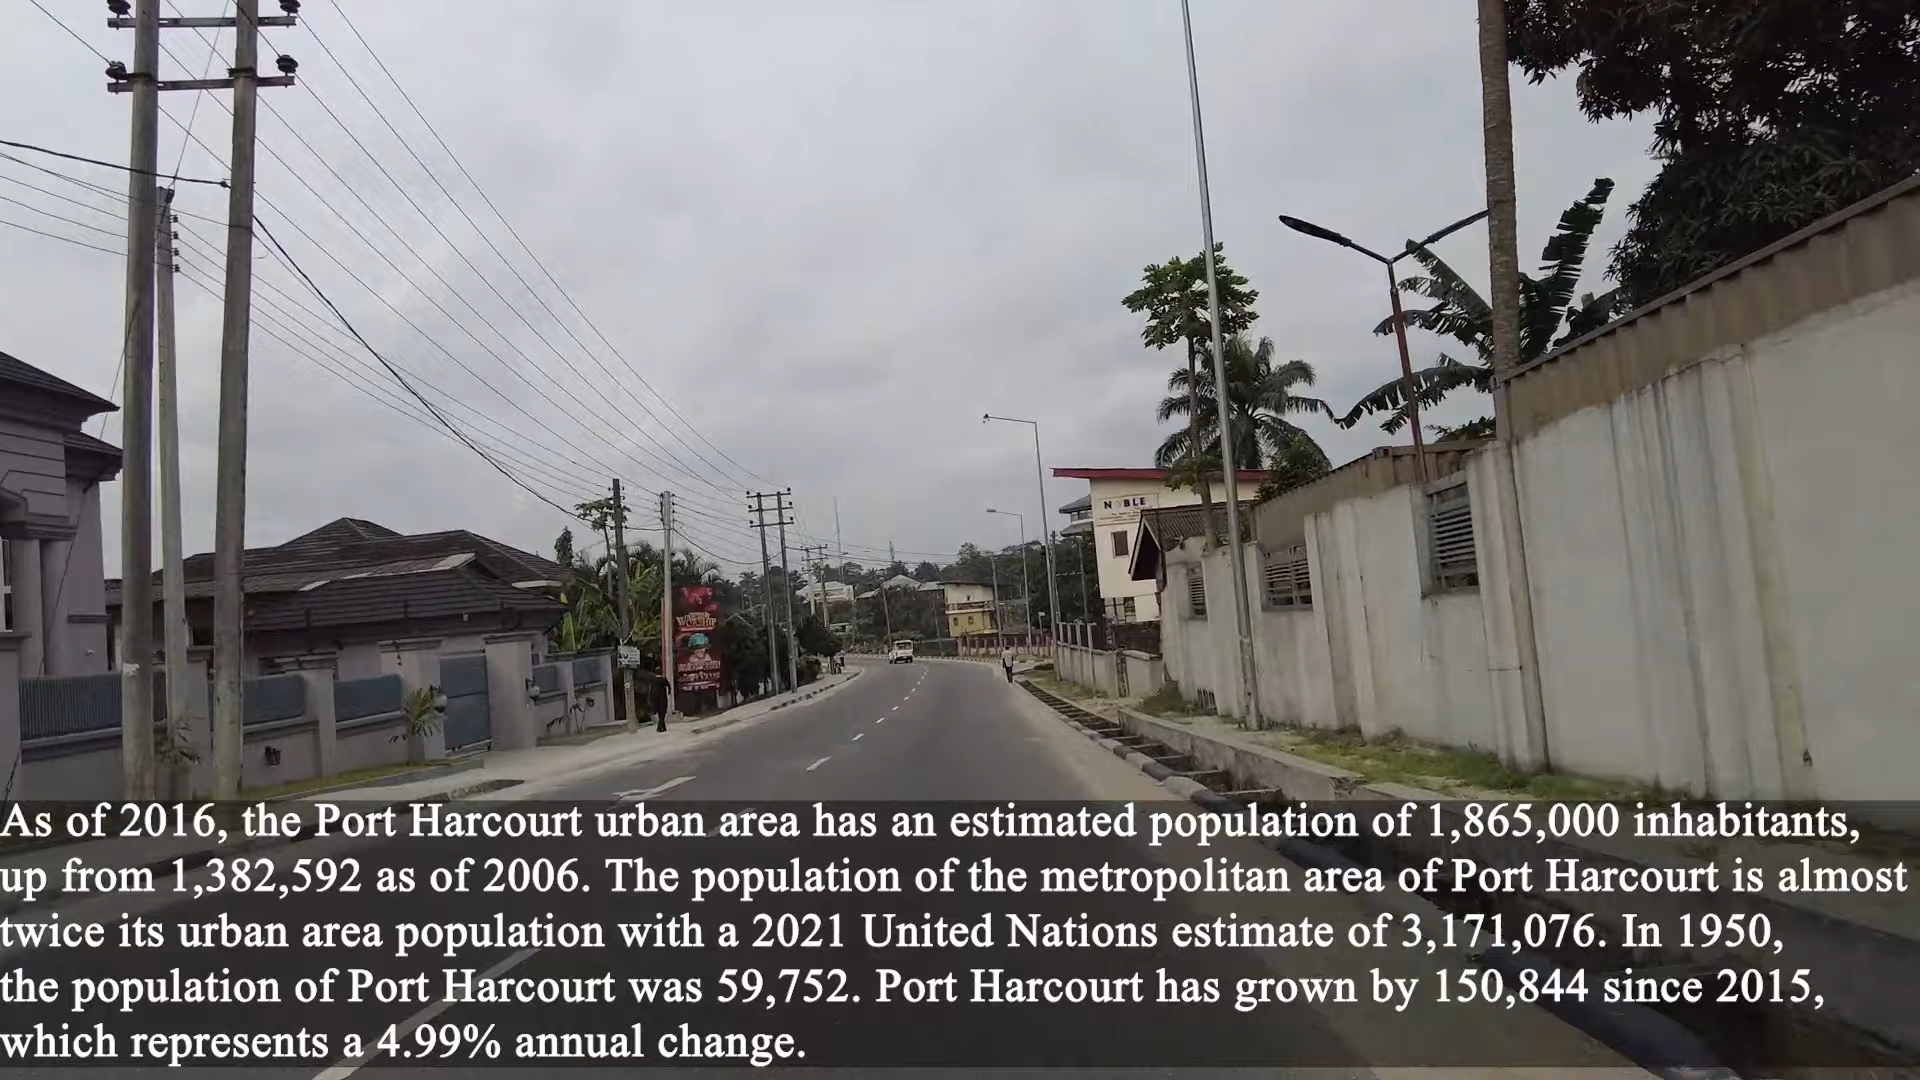 N BLE
WORSHIP
As of 2016, the Port Harcourt urban area has an estimated population of 1,865,000 inhabitants,
up from 1,382,592 as of 2006. The population of the metropolitan area of Port Harcourt is almost
twice its urban area population with a 2021 United Nations estimate of 3,171,076. In 1950,
the population of Port Harcourt was 59,752. Port Harcourt has grown by 150,844 since 2015,
which represents a 4.99% annual change.